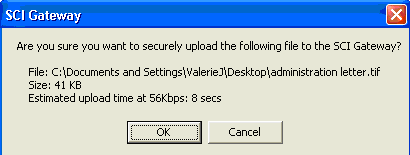 SCI Gateway
Are you sure you want to securely upload the following file to the SCI Gateway?
File: C:\Documents and Settings\ValerieJ\Desktop\administration letter.tif
Size: 41 KB
Estimated upload time at 56Kbps: 8 secs
OK
Cancel